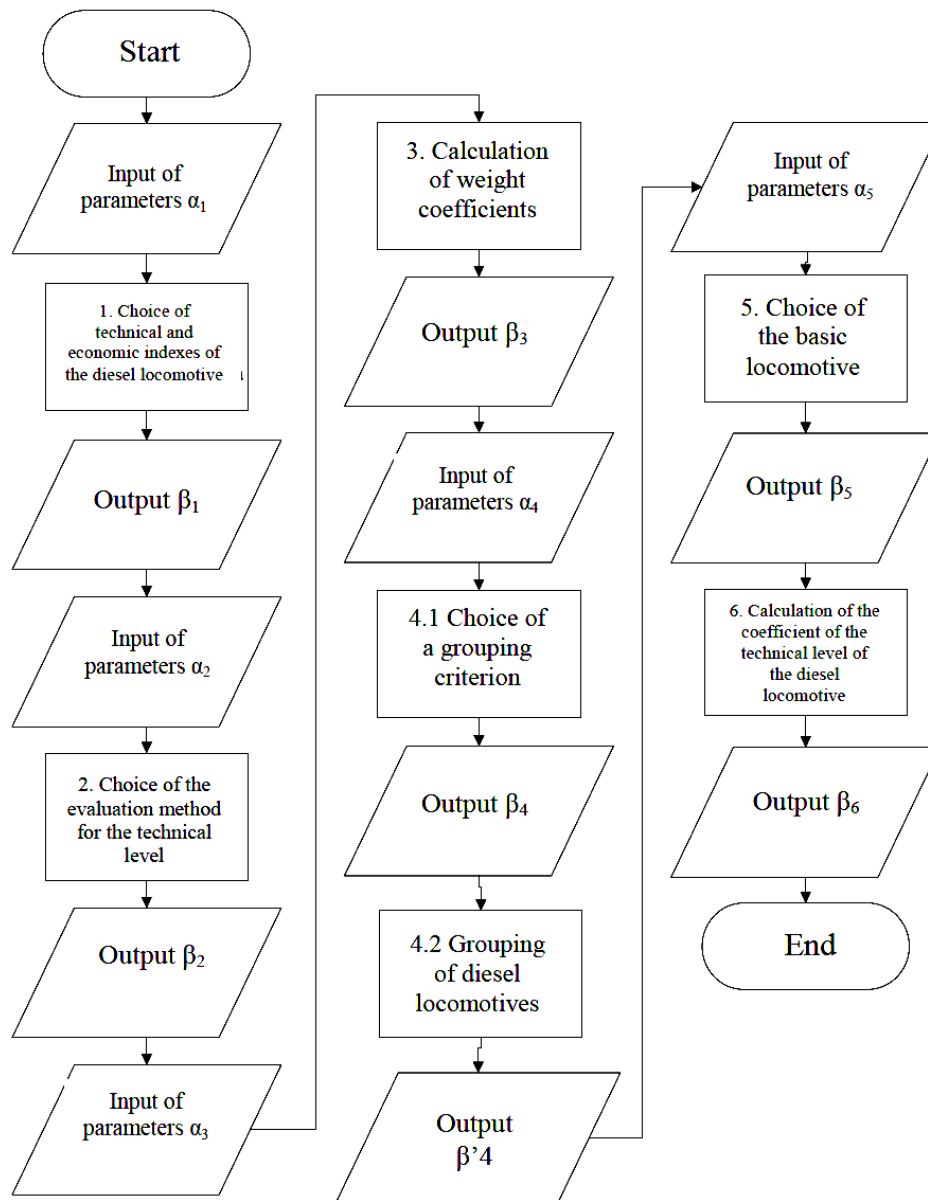 Start
Input of
parameters α₁
1. Choice of
technical and
economic indexes of
the diesel locomotive
Output β₁
Input of
parameters α₂
2. Choice of the
evaluation method
for the technical
level
Output β₂
Input of
parameters α₃
3. Calculation
of weight
coefficients
Output β₃
Input of
parameters α₄
4.1 Choice of
a grouping
criterion
Output β₄
4.2 Grouping
of diesel
locomotives
Output
β’4
Input of
parameters α₅
5. Choice of
the basic
locomotive
Output β₅
6. Calculation of the
coefficient of the
technical level of
the diesel
locomotive
Output β₆
End